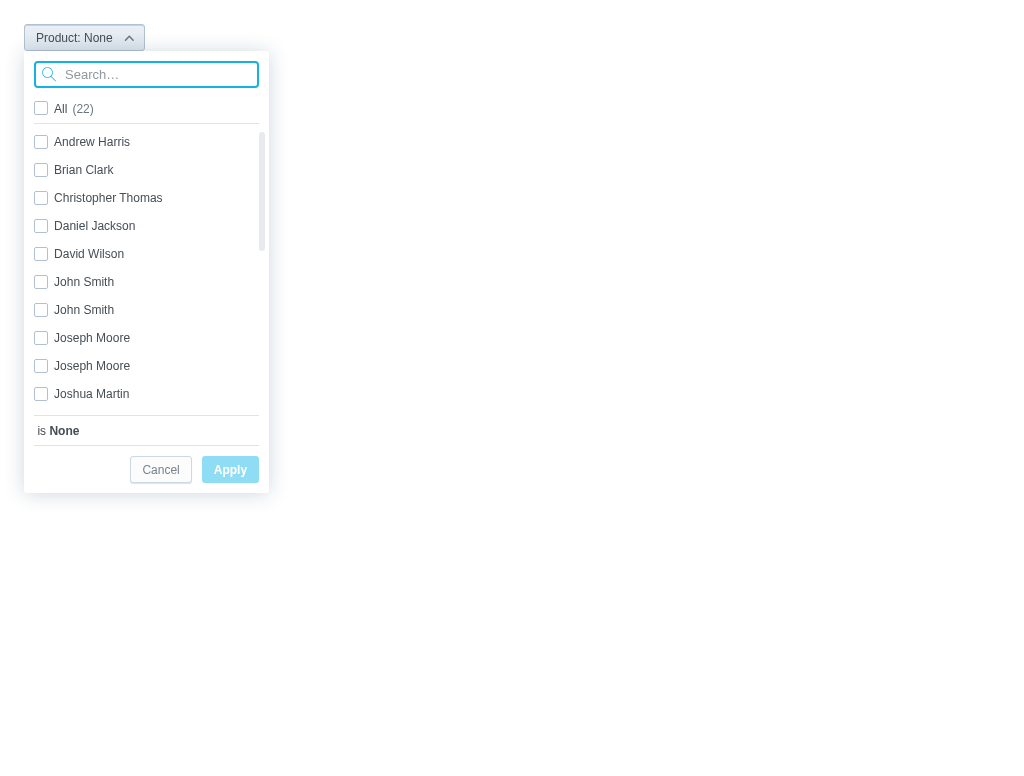 Product: None
Search…
All (22)
Andrew Harris
Brian Clark
Christopher Thomas
Daniel Jackson
David Wilson
John Smith
John Smith
Joseph Moore
Joseph Moore
Joshua Martin
is None
Cancel Apply